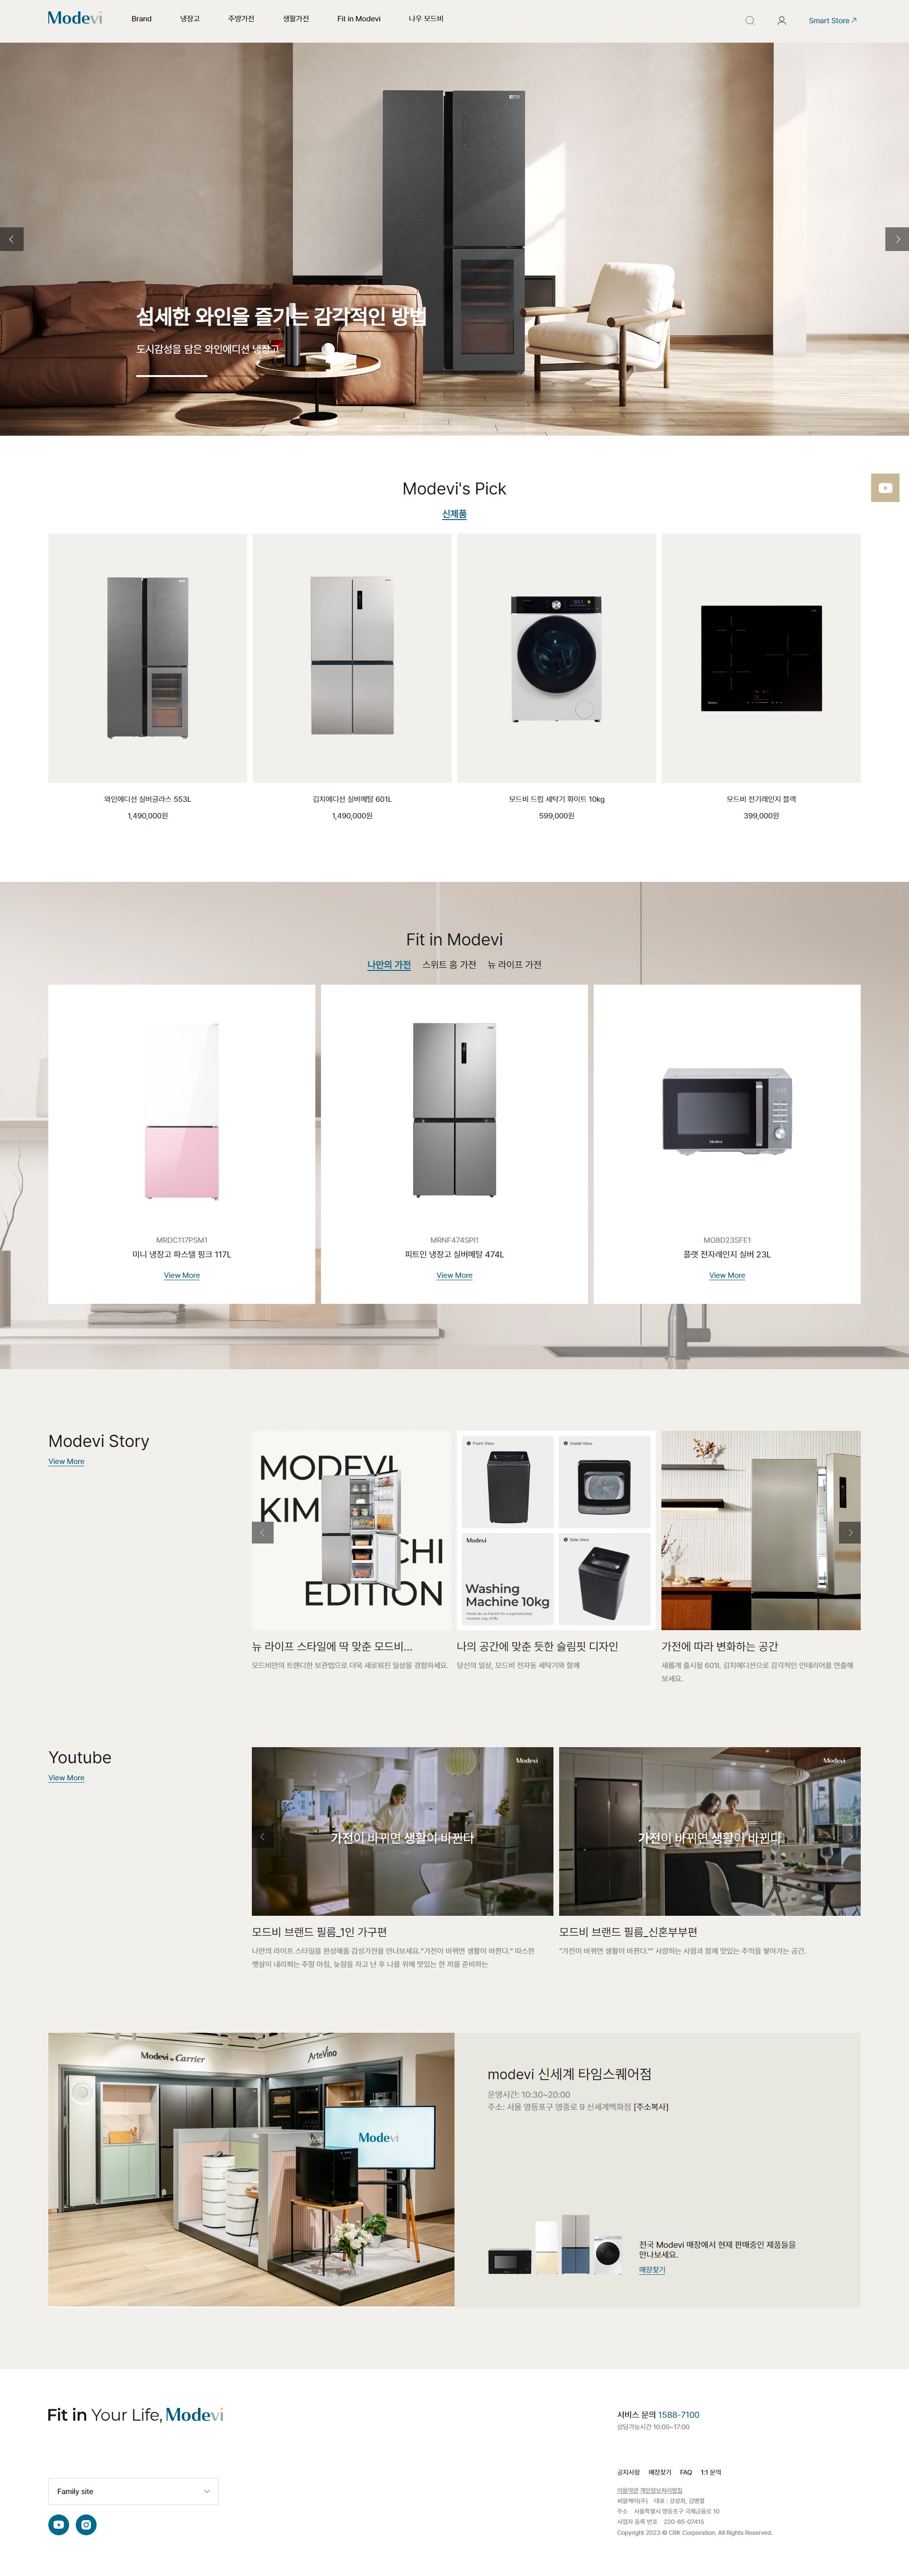 Modevi
Brand
냉장고
주방가전
생활가전
Fit in Modevi
나우 모드비
Smart Store
섬세한 와인을 즐기는 감각적인 방법
도시감성을 담은 와인에디션 냉장고
Modevi's Pick
신제품
와인에디션 실버글라스 553L
1,490,000원
김치에디션 실버메탈 601L
1,490,000원
모드비 드럼 세탁기 화이트 10kg
599,000원
모드비 전기레인지 블랙
399,000원
Fit in Modevi
나만의 가전
스위트 홈 가전
뉴 라이프 가전
MRDC117PSM1
미니 냉장고 파스텔 핑크 117L
View More
MRNF474SPI1
피트인 냉장고 실버메탈 474L
View More
Modevi
MO8D23SFE1
플랫 전자레인지 실버 23L
View More
Modevi Story
View More
MODEVI
KIM
CHI
EDITION
뉴 라이프 스타일에 딱 맞춘 모드비...
모드비만의 트렌디한 보관법으로 더욱 새로워진 일상을 경험하세요.
Front View
Inside View
Modevi
Side View
Washing
Machine 10kg
나의 공간에 맞춘 듯한 슬림핏 디자인
당신의 일상, 모드비 전자동 세탁기와 함께
가전에 따라 변화하는 공간
새롭게 출시될 601L 김치에디션으로 감각적인 인테리어를 연출해
보세요.
Youtube
View More
Modevi
가전이 바뀌면 생활이 바뀐다
모드비 브랜드 필름_1인 가구편
나만의 라이프 스타일을 완성해줄 감성가전을 만나보세요."가전이 바뀌면 생활이 바뀐다." 따스한
햇살이 내리쬐는 주말 아침, 늦잠을 자고 난 후 나를 위해 맛있는 한 끼를 준비하는
Modevi
가전이 바뀌면 생활이 바뀐다
모드비 브랜드 필름_신혼부부편
"가전이 바뀌면 생활이 바뀐다."" 사랑하는 사람과 함께 맛있는 추억을 쌓아가는 공간.
Modevi by Carrier
ArteVino
Modevi
modevi 신세계 타임스퀘어점
운영시간: 10:30~20:00
주소: 서울 영등포구 영중로 9 신세계백화점 [주소복사]
전국 Modevi 매장에서 현재 판매중인 제품들을
만나보세요.
매장찾기
Fit in Your Life, Modevi
서비스 문의 1588-7100
상담가능시간 10:00~17:00
Family site
공지사항
매장찾기
FAQ
1:1 문의
이용약관 개인정보처리방침
씨알케이(주) 대표 : 강성희, 김병열
주소 서울특별시 영등포구 국제금융로 10
사업자 등록 번호 220-85-07415
Copyright 2023 © CRK Corporation. All Rights Reserved.